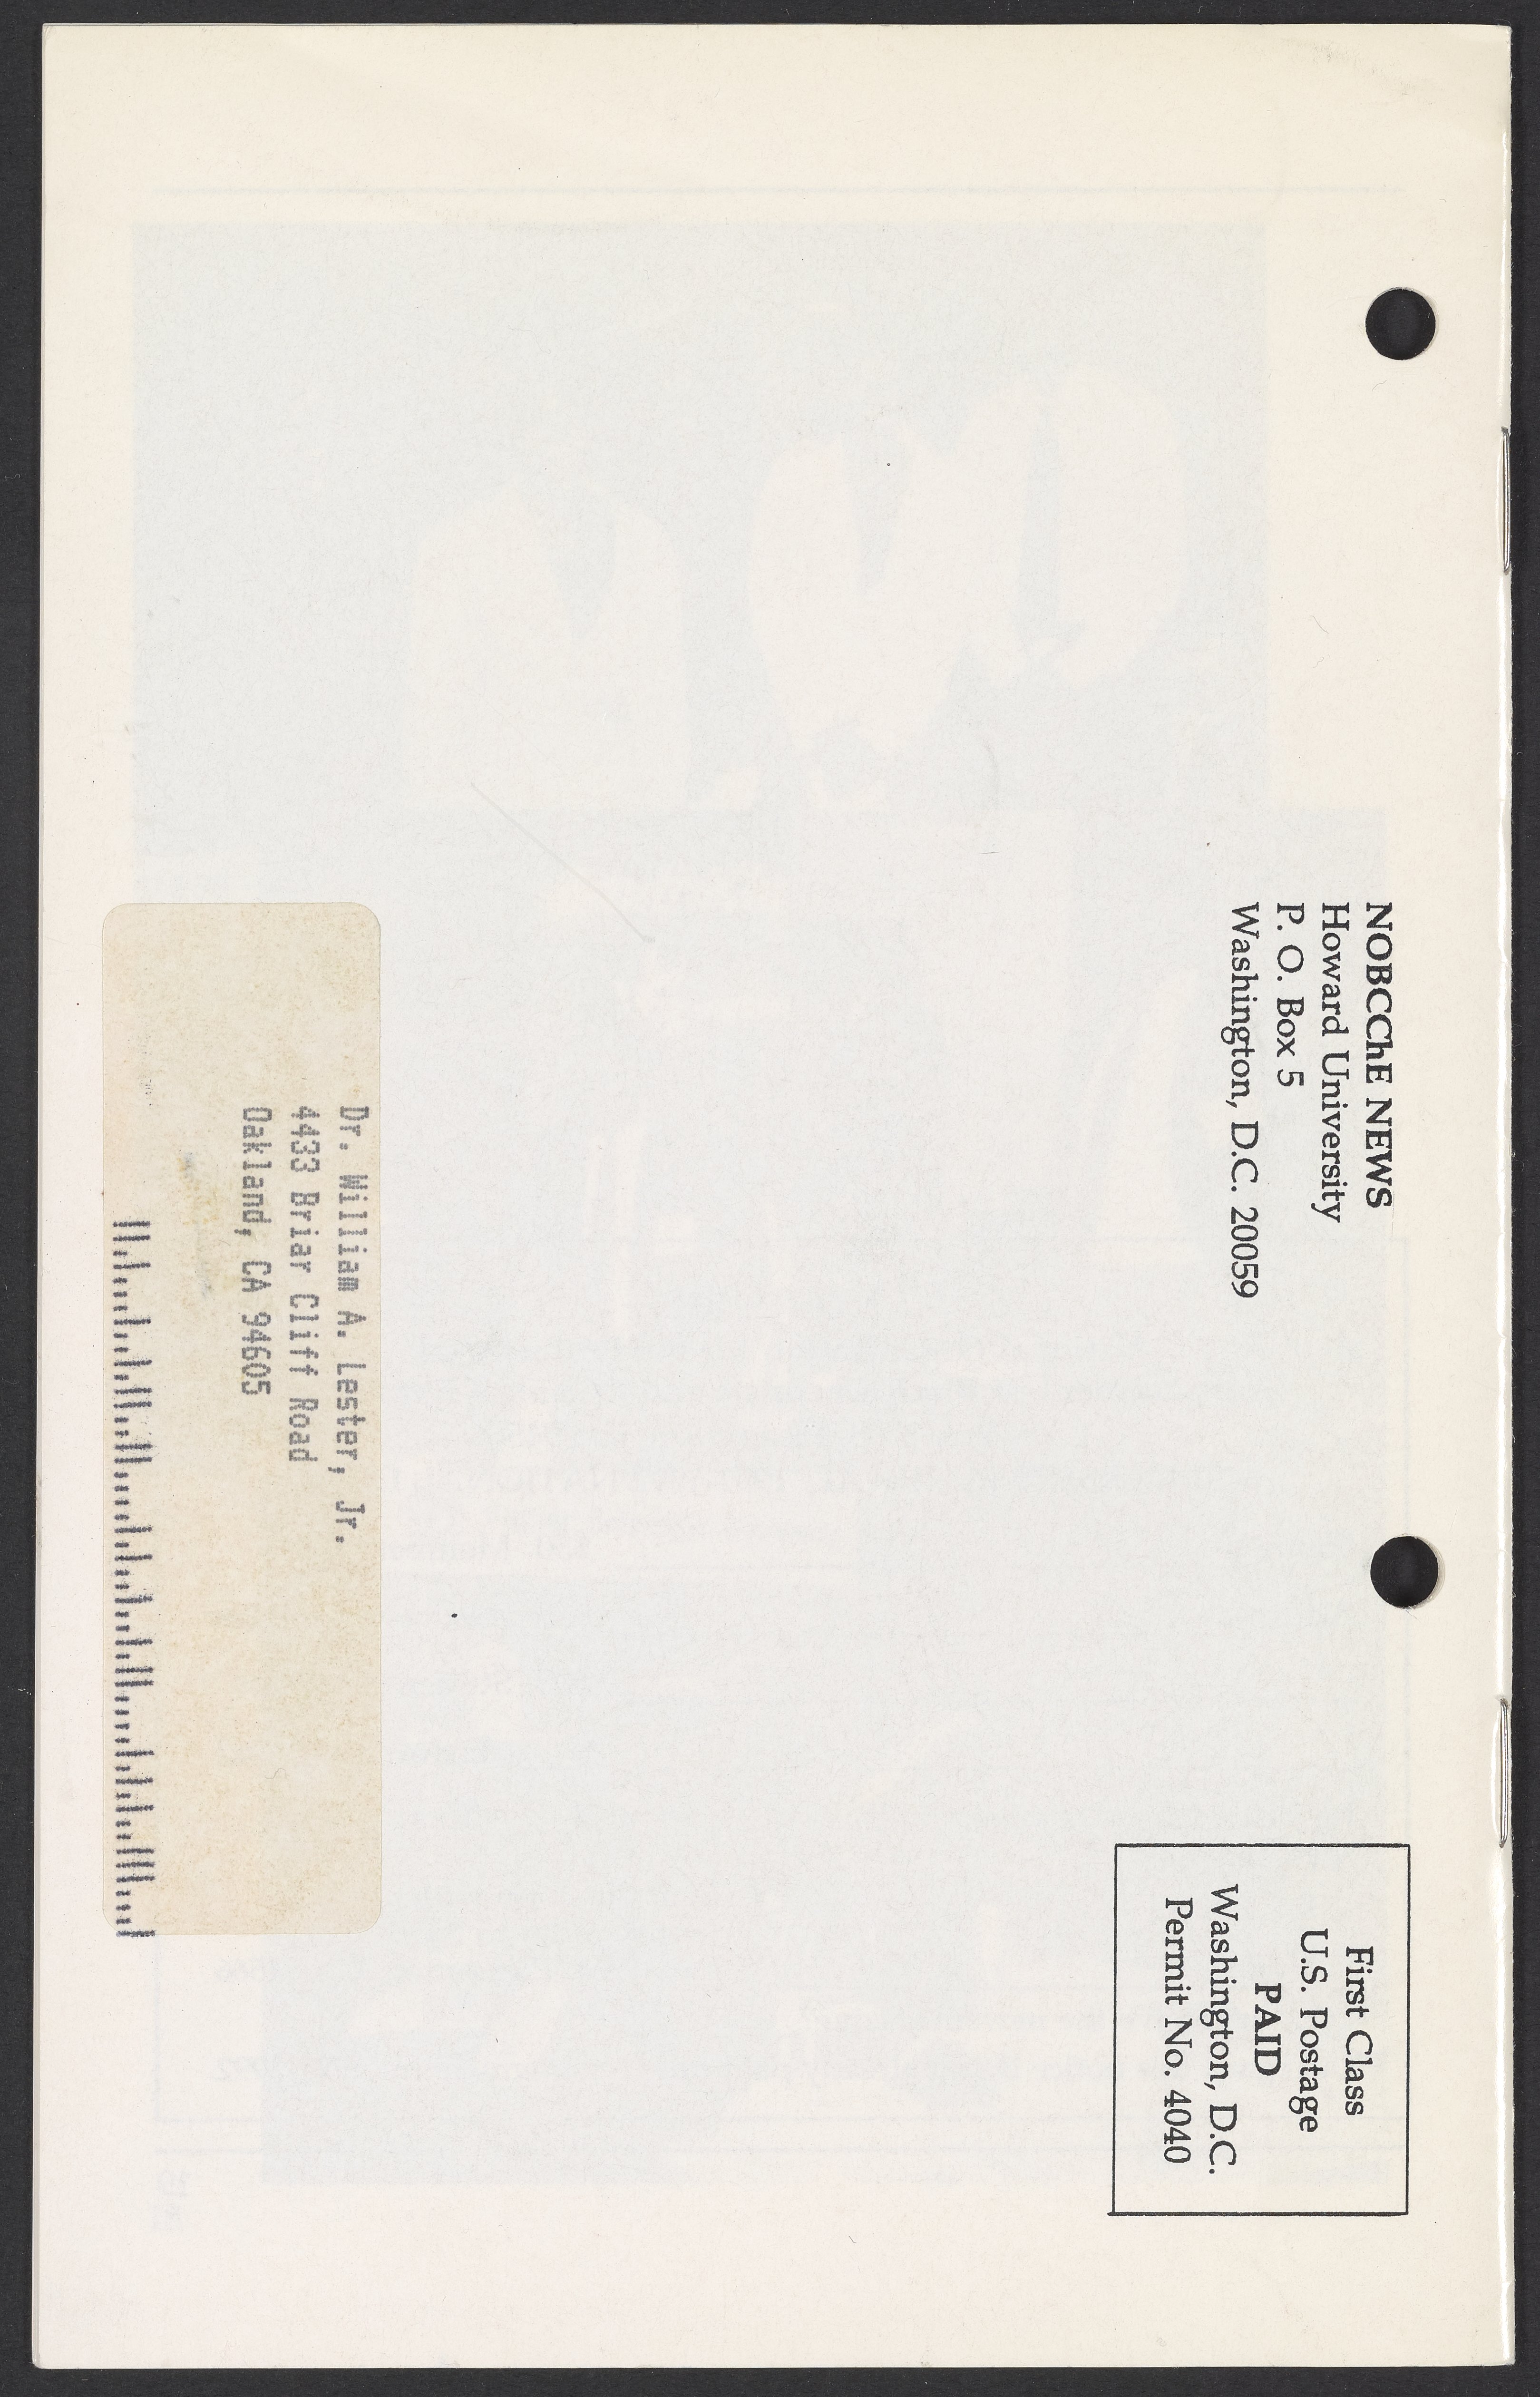 NOBCChE NEWS
Howard University
P. O. Box 5
Washington, D.C. 20059
First Class
U.S. Postage
PAID
Washington, D.C.
Permit No. 4040
Dr. William A. Lester, Jr.
4433 Briar Cliff Road
Oakland, CA 94605